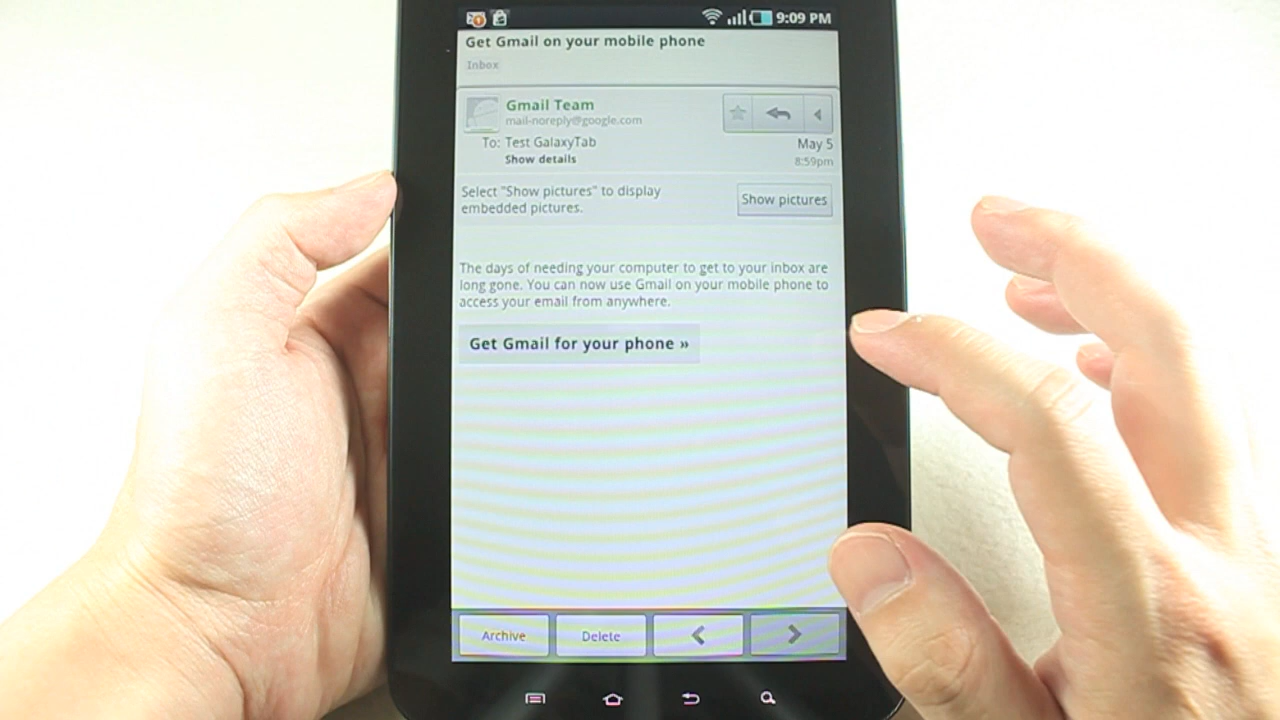 9:09 PM
Get Gmail on your mobile phone
Inbox
Gmail Team
mail-noreply@google.com
To: Test GalaxyTab
May 5
Show details
8:59pm
Select "Show pictures" to display
embedded pictures.
Show pictures
The days of needing your computer to get to your inbox are
long gone. You can now use Gmail on your mobile phone to
access your email from anywhere.
Get Gmail for your phone »
Archive
Delete